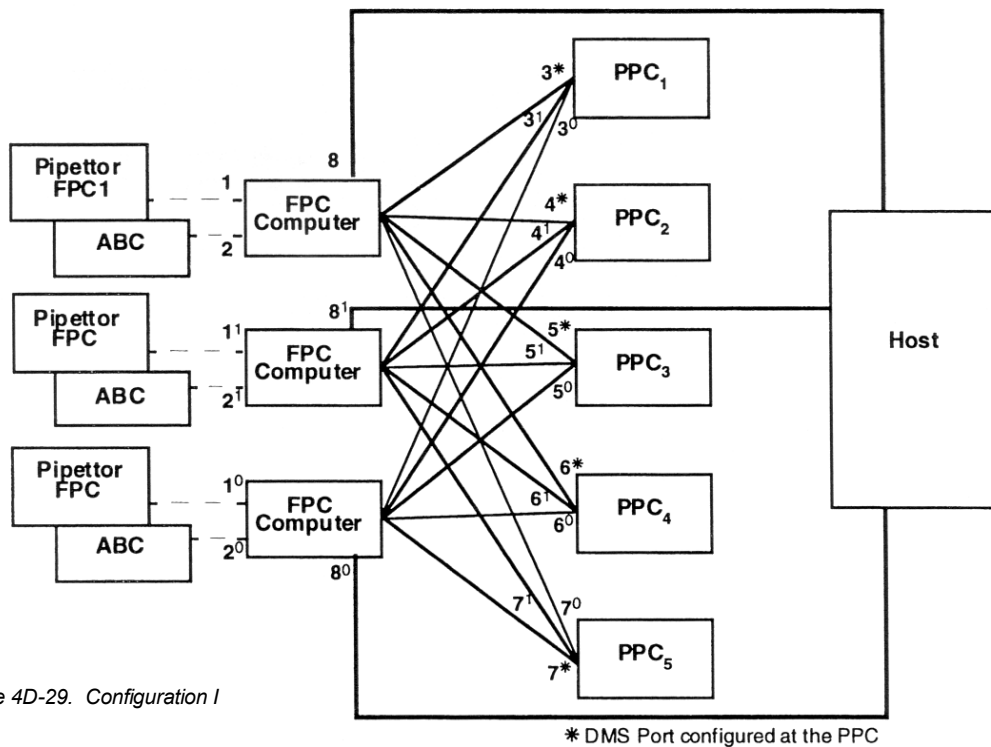 PPC₁
3*
3¹
3⁰
8
Pipettor
FPC1
ABC
1
2
FPC
Computer
4*
4¹
4⁰
PPC₂
Pipettor
FPC
ABC
1¹
2¹
8¹
FPC
Computer
5*
5¹
5⁰
PPC₃
Host
Pipettor
FPC
ABC
1⁰
2⁰
FPC
Computer
8⁰
6*
6¹
6⁰
PPC₄
7¹
7⁰
7*
PPC₅
e 4D-29. Configuration I
* DMS Port configured at the PPC